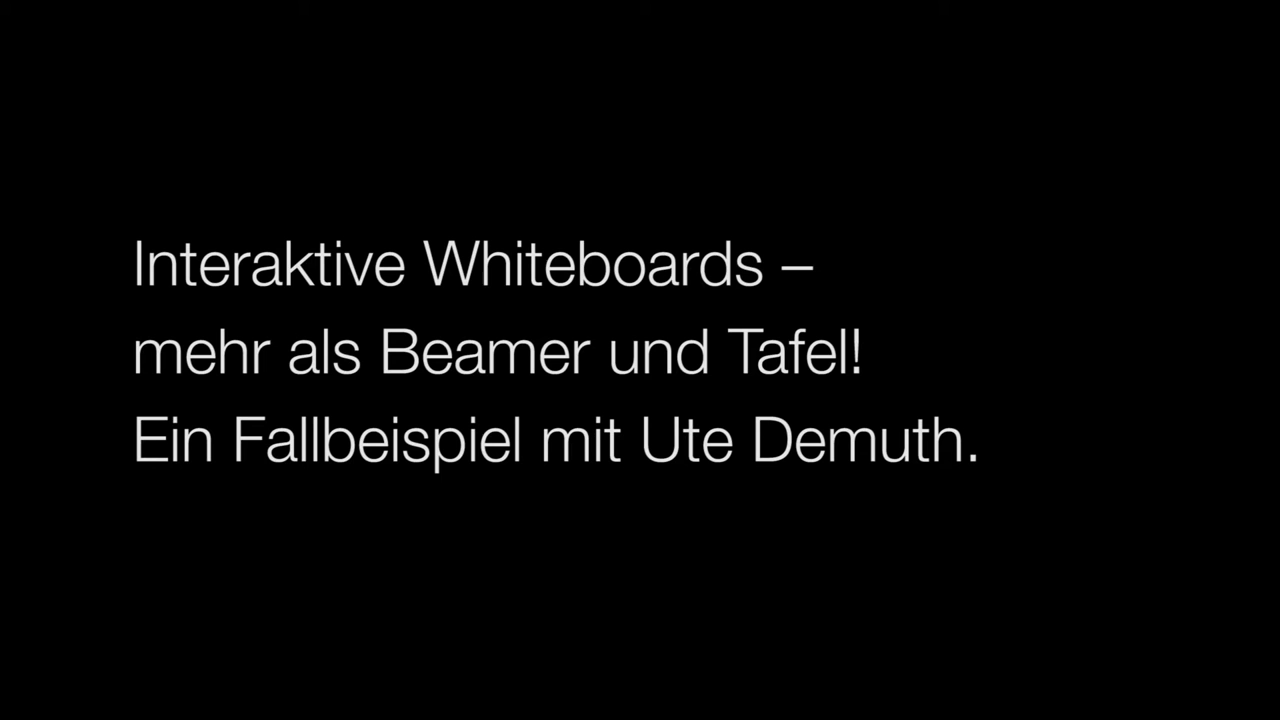 Interaktive Whiteboards –
mehr als Beamer und Tafel!
Ein Fallbeispiel mit Ute Demuth.